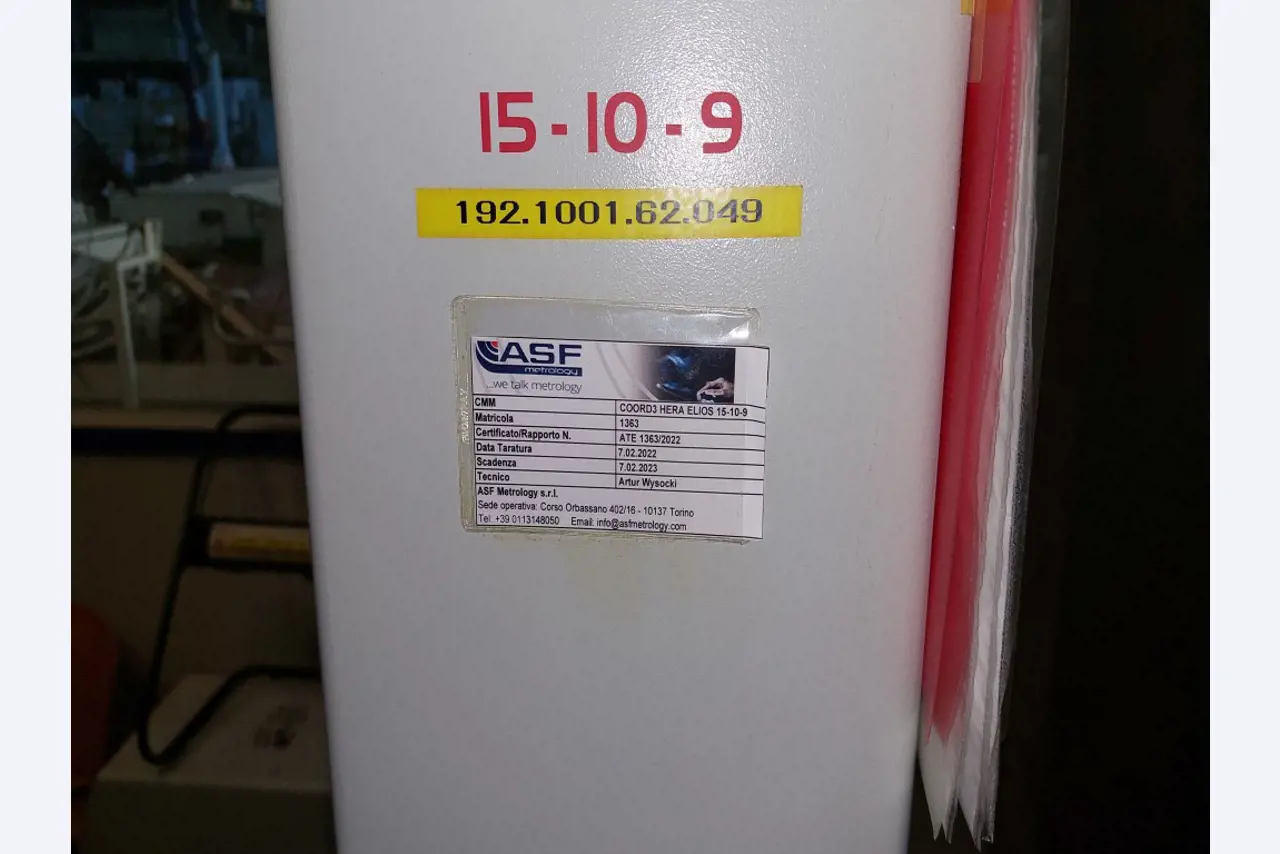 15-10-9
192.1001.62.049
ASF
metrology
...we talk metrology
CMM COORD3 HERA ELIOS 15-10-9
Matricola 1363
Certificato/Rapporto N. ATE 1363/2022
Data Taratura 7.02.2022
Scadenza 7.02.2023
Tecnico Artur Wysocki
ASF Metrology s.r.l.
Sede operativa: Corso Orbassano 402/16 - 10137 Torino
Tel. +39 0113148050 Email: info@asfmetrology.com